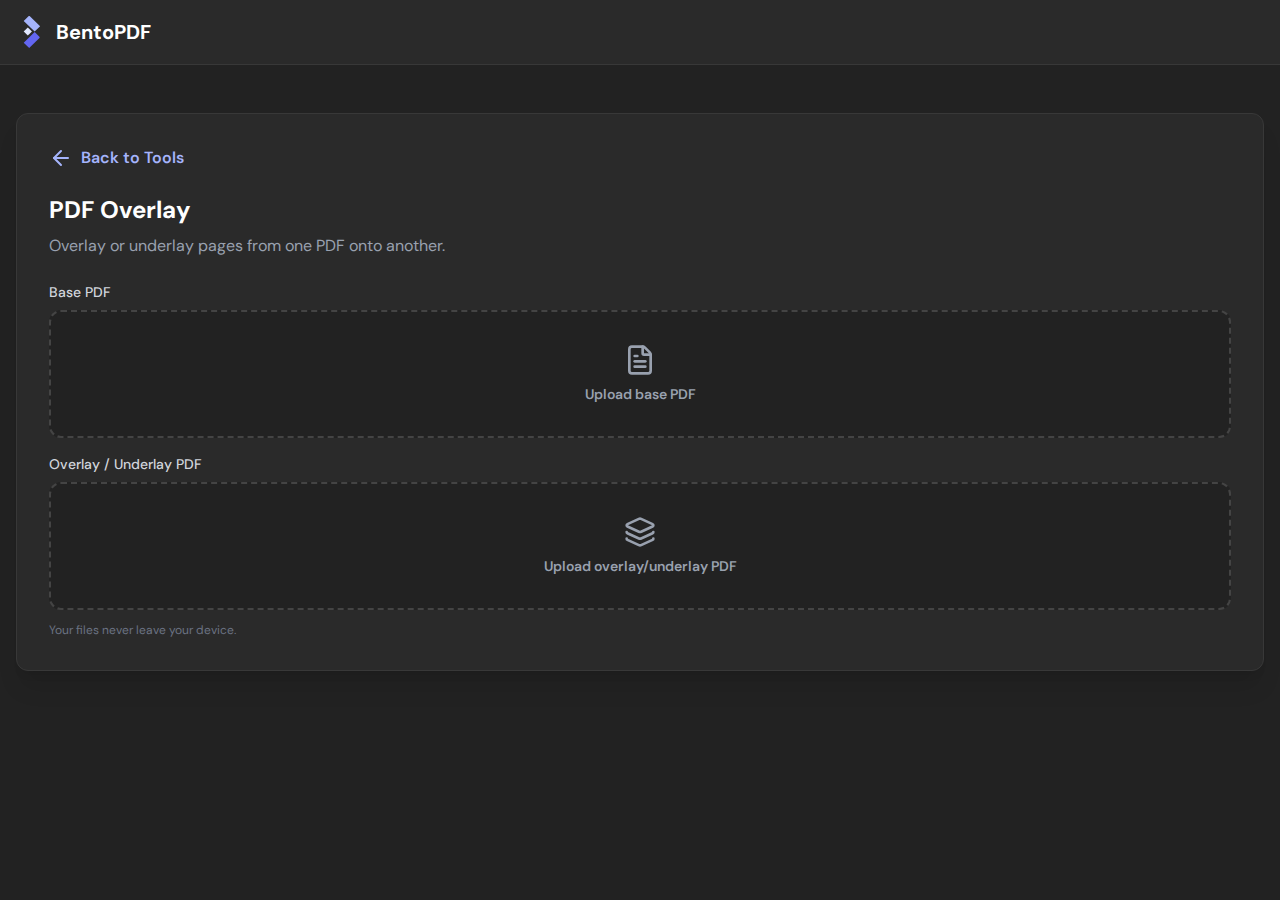 BentoPDF
Back to Tools
PDF Overlay
Overlay or underlay pages from one PDF onto another.
Base PDF
Upload base PDF
Overlay / Underlay PDF
Upload overlay/underlay PDF
Your files never leave your device.